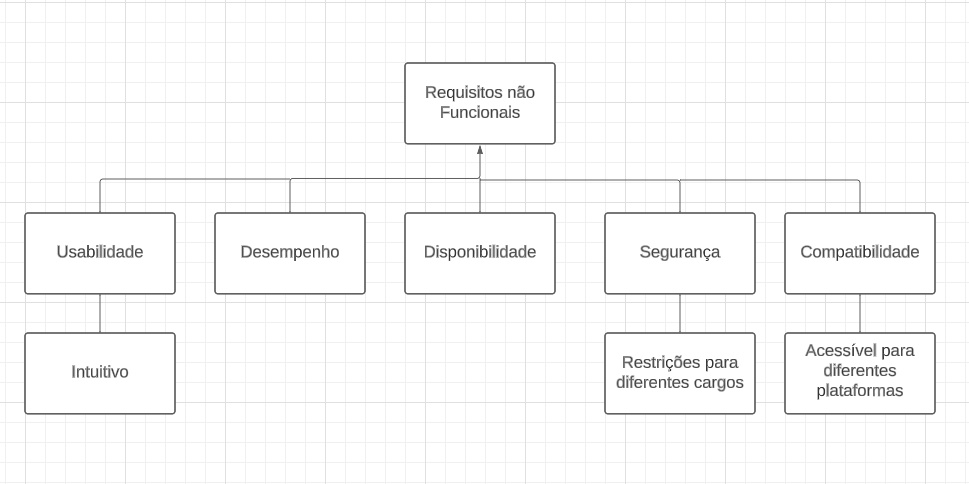 Requisitos não
Funcionais
Usabilidade
Desempenho
Disponibilidade
Segurança
Compatibilidade
Intuitivo
Restrições para
diferentes cargos
Acessível para
diferentes
plataformas